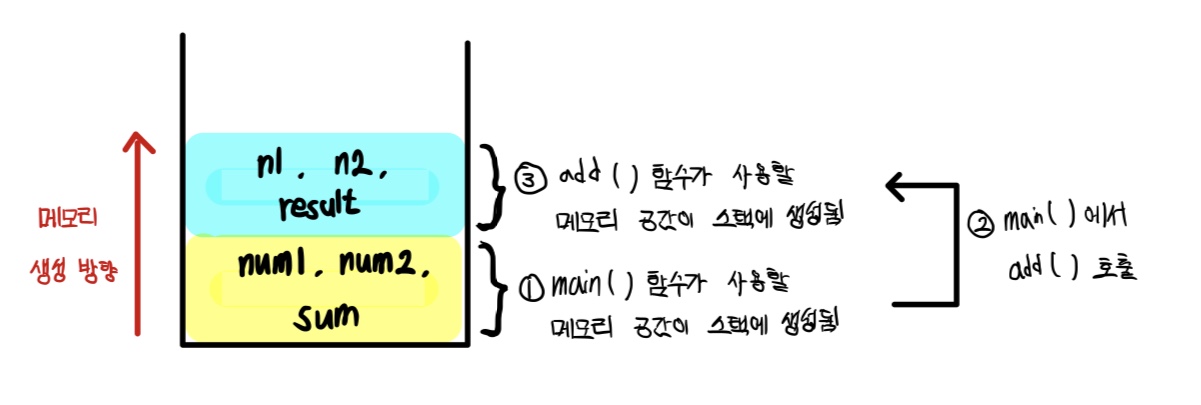 메모리
생성 방향
n1, n2,
result
num1, num2,
sum
③ add ( ) 함수가 사용할
메모리 공간이 스택에 생성됨
① main ( ) 함수가 사용할
메모리 공간이 스택에 생성됨
② main ( ) 에서
add ( ) 호출